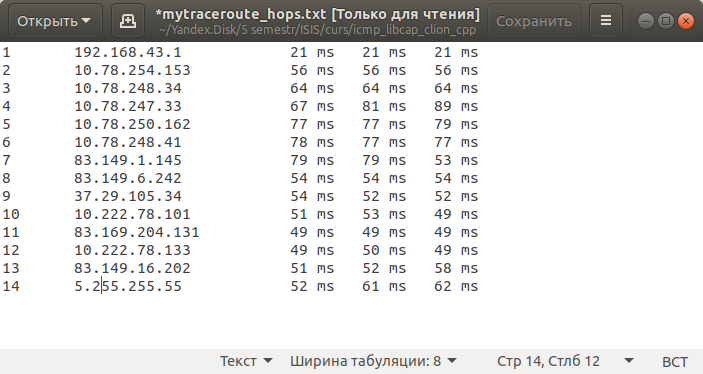 Открыть
*mytraceroute_hops.txt [Только для чтения]
~/Yandex.Disk/5 semestr/ISIS/curs/icmp_libcap_clion_cpp
Сохранить
1 192.168.43.1 21 ms 21 ms 21 ms
2 10.78.254.153 56 ms 56 ms 56 ms
3 10.78.248.34 64 ms 64 ms 64 ms
4 10.78.247.33 67 ms 81 ms 89 ms
5 10.78.250.162 77 ms 77 ms 79 ms
6 10.78.248.41 78 ms 77 ms 77 ms
7 83.149.1.145 79 ms 79 ms 53 ms
8 83.149.6.242 54 ms 54 ms 54 ms
9 37.29.105.34 54 ms 52 ms 52 ms
10 10.222.78.101 51 ms 53 ms 49 ms
11 83.169.204.131 49 ms 49 ms 49 ms
12 10.222.78.133 49 ms 50 ms 49 ms
13 83.149.16.202 51 ms 52 ms 58 ms
14 5.255.255.55 52 ms 61 ms 62 ms
Текст Ширина табуляции: 8 Стр 14, Стлб 12 ВСТ